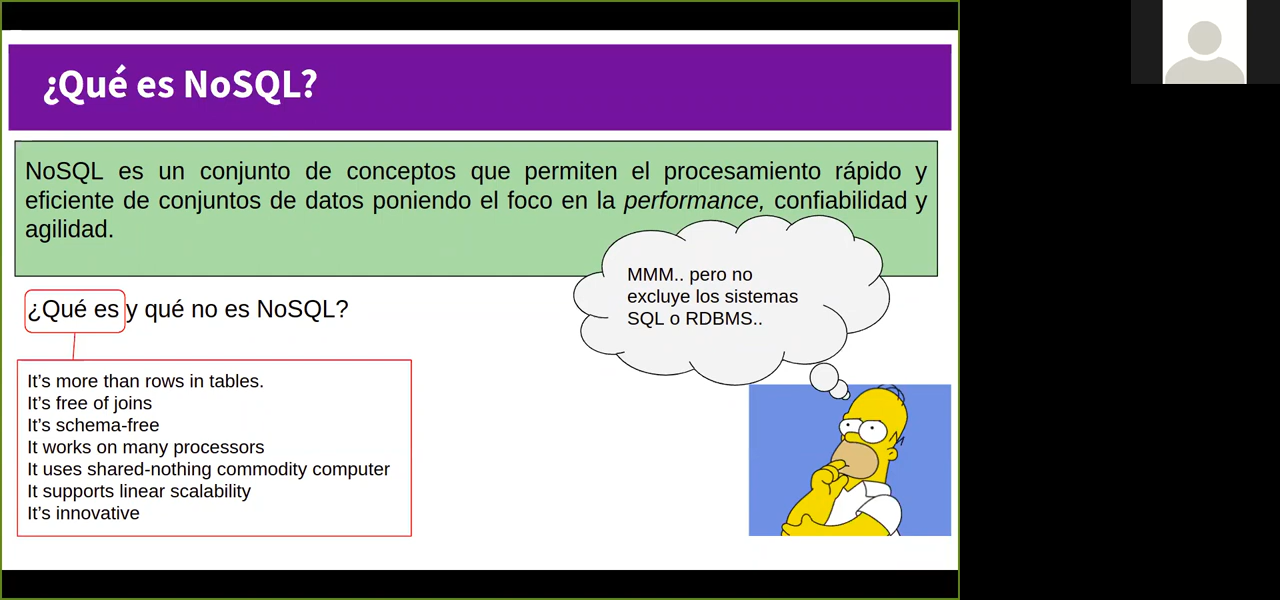 ¿Qué es NoSQL?
NoSQL es un conjunto de conceptos que permiten el procesamiento rápido y
eficiente de conjuntos de datos poniendo el foco en la performance, confiabilidad y
agilidad.
MMM.. pero no
excluye los sistemas
SQL o RDBMS..
¿Qué es y qué no es NoSQL?
It's more than rows in tables.
It's free of joins
It's schema-free
It works on many processors
It uses shared-nothing commodity computer
It supports linear scalability
It's innovative